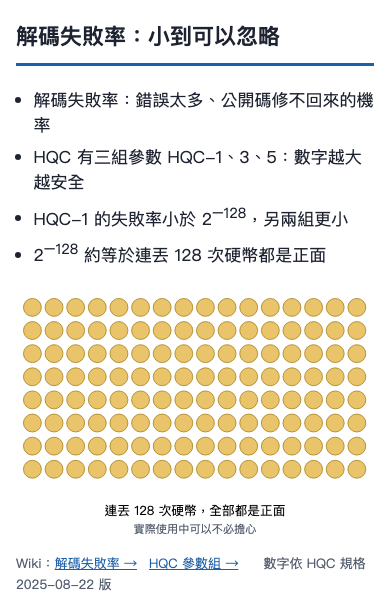 解碼失敗率：小到可以忽略
• 解碼失敗率：錯誤太多、公開碼修不回來的機
率
• HQC 有三組參數 HQC–1、3、5：數字越大
越安全
• HQC–1 的失敗率小於 2⁻¹²⁸，另兩組更小
• 2⁻¹²⁸ 約等於連丟 128 次硬幣都是正面
連丟 128 次硬幣，全部都是正面
實際使用中可以不必擔心
Wiki：解碼失敗率 → HQC 參數組 → 數字依 HQC 規格
2025–08–22 版